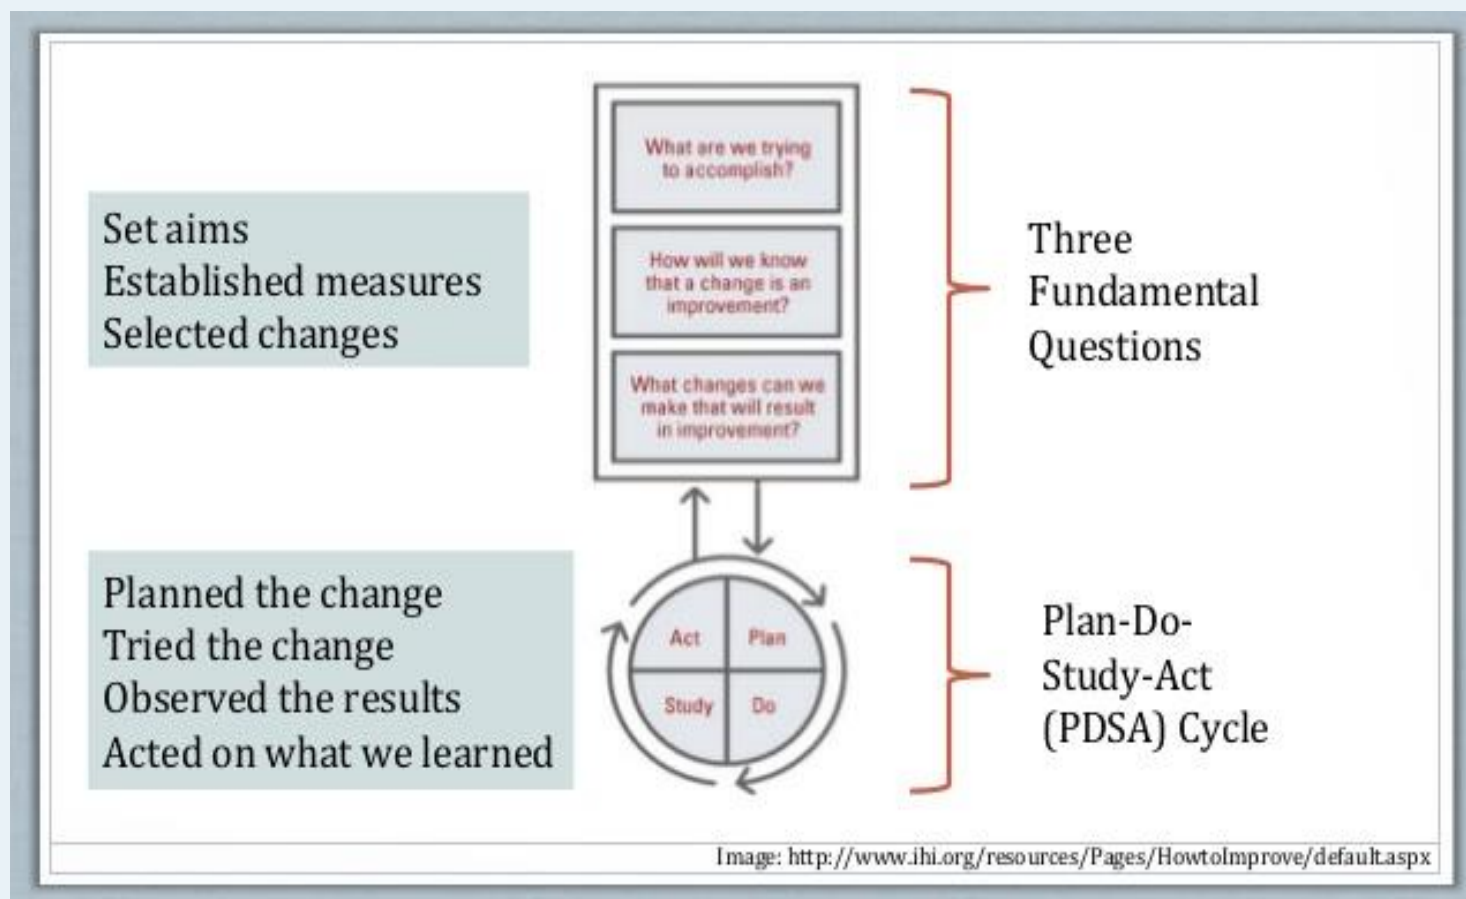 What are we trying
to accomplish?
How will we know
that a change is an
improvement?
What changes can we
make that will result
in improvement?
Set aims
Established measures
Selected changes
Three
Fundamental
Questions
Act
Plan
Study
Do
Planned the change
Tried the change
Observed the results
Acted on what we learned
Plan-Do-
Study-Act
(PDSA) Cycle
Image: http://www.ihi.org/resources/Pages/HowtoImprove/default.aspx